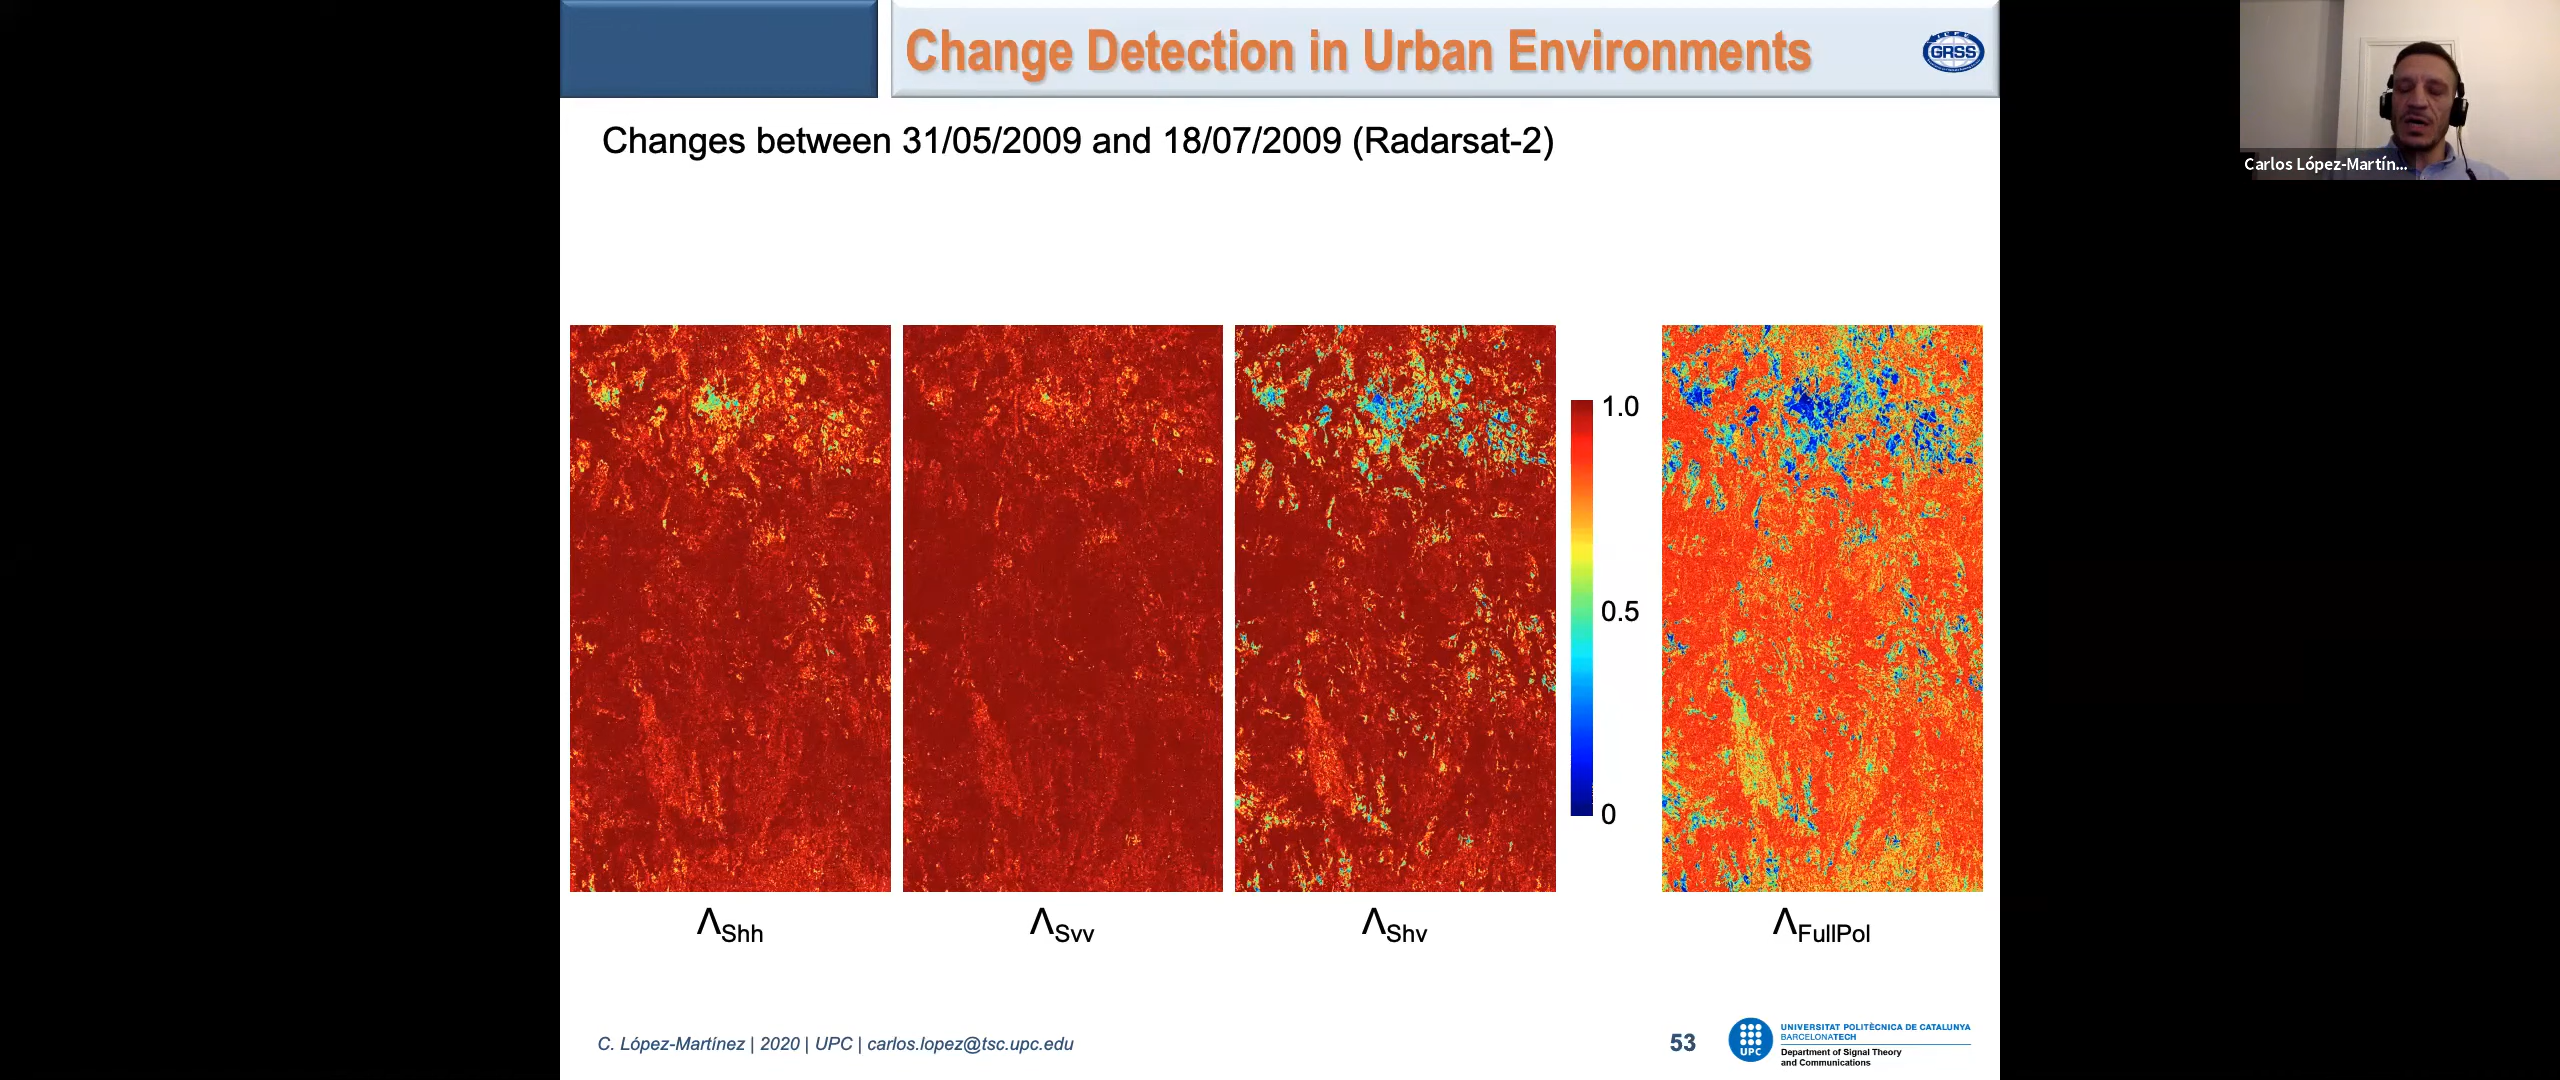 Change Detection in Urban Environments
GRSS
Carlos López-Martín...
Changes between 31/05/2009 and 18/07/2009 (Radarsat-2)
1.0
0.5
0
ΛShh
ΛSvv
ΛShv
ΛFullPol
C. López-Martínez | 2020 | UPC | carlos.lopez@tsc.upc.edu
53
UPC
UNIVERSITAT POLITÈCNICA DE CATALUNYA
BARCELONATECH
Department of Signal Theory
and Communications